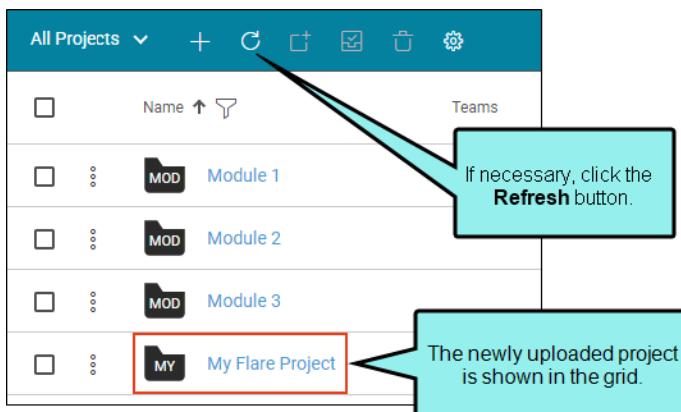 All Projects
Name Teams
MOD Module 1
If necessary, click the
Refresh button.
MOD Module 2
MOD Module 3
MY My Flare Project
The newly uploaded project
is shown in the grid.